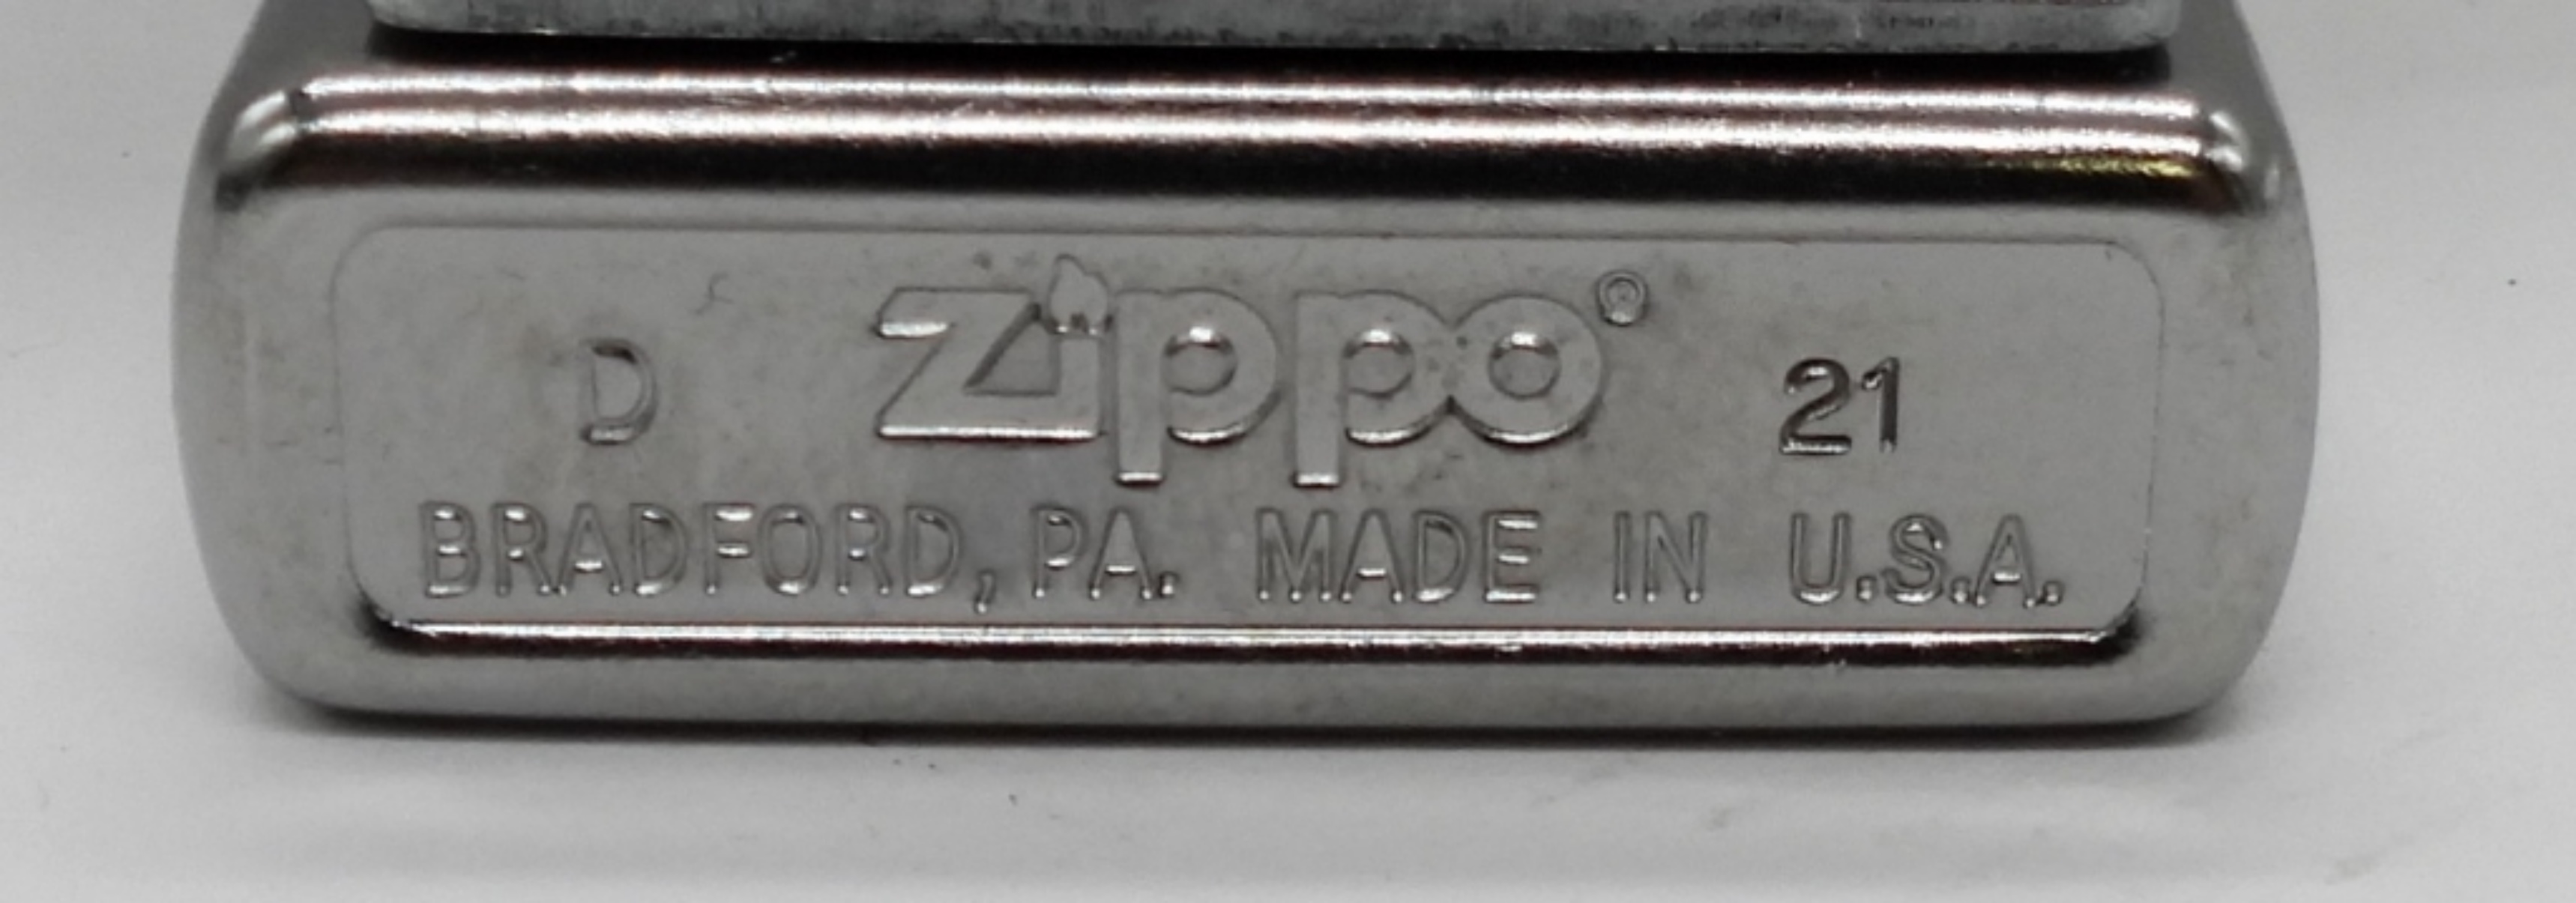 D Zippo® 21
BRADFORD, PA. MADE IN U.S.A.